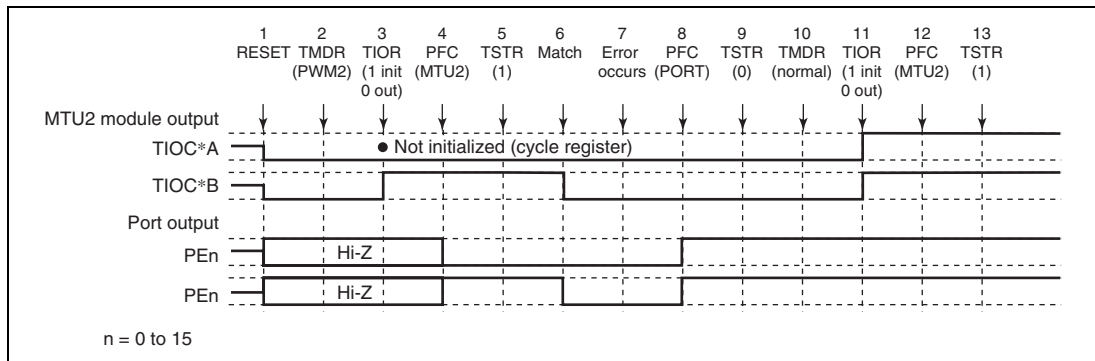 1 2 3 4 5 6 7 8 9 10 11 12 13
RESET TMDR TIOR PFC TSTR Match Error PFC TSTR TMDR TIOR PFC TSTR
(PWM2) (1 init (MTU2) (1) occurs (PORT) (0) (normal) (1 init (MTU2) (1)
0 out) 0 out)
MTU2 module output
TIOC*A
● Not initialized (cycle register)
TIOC*B
Port output
PEn
Hi-Z
PEn
Hi-Z
n = 0 to 15